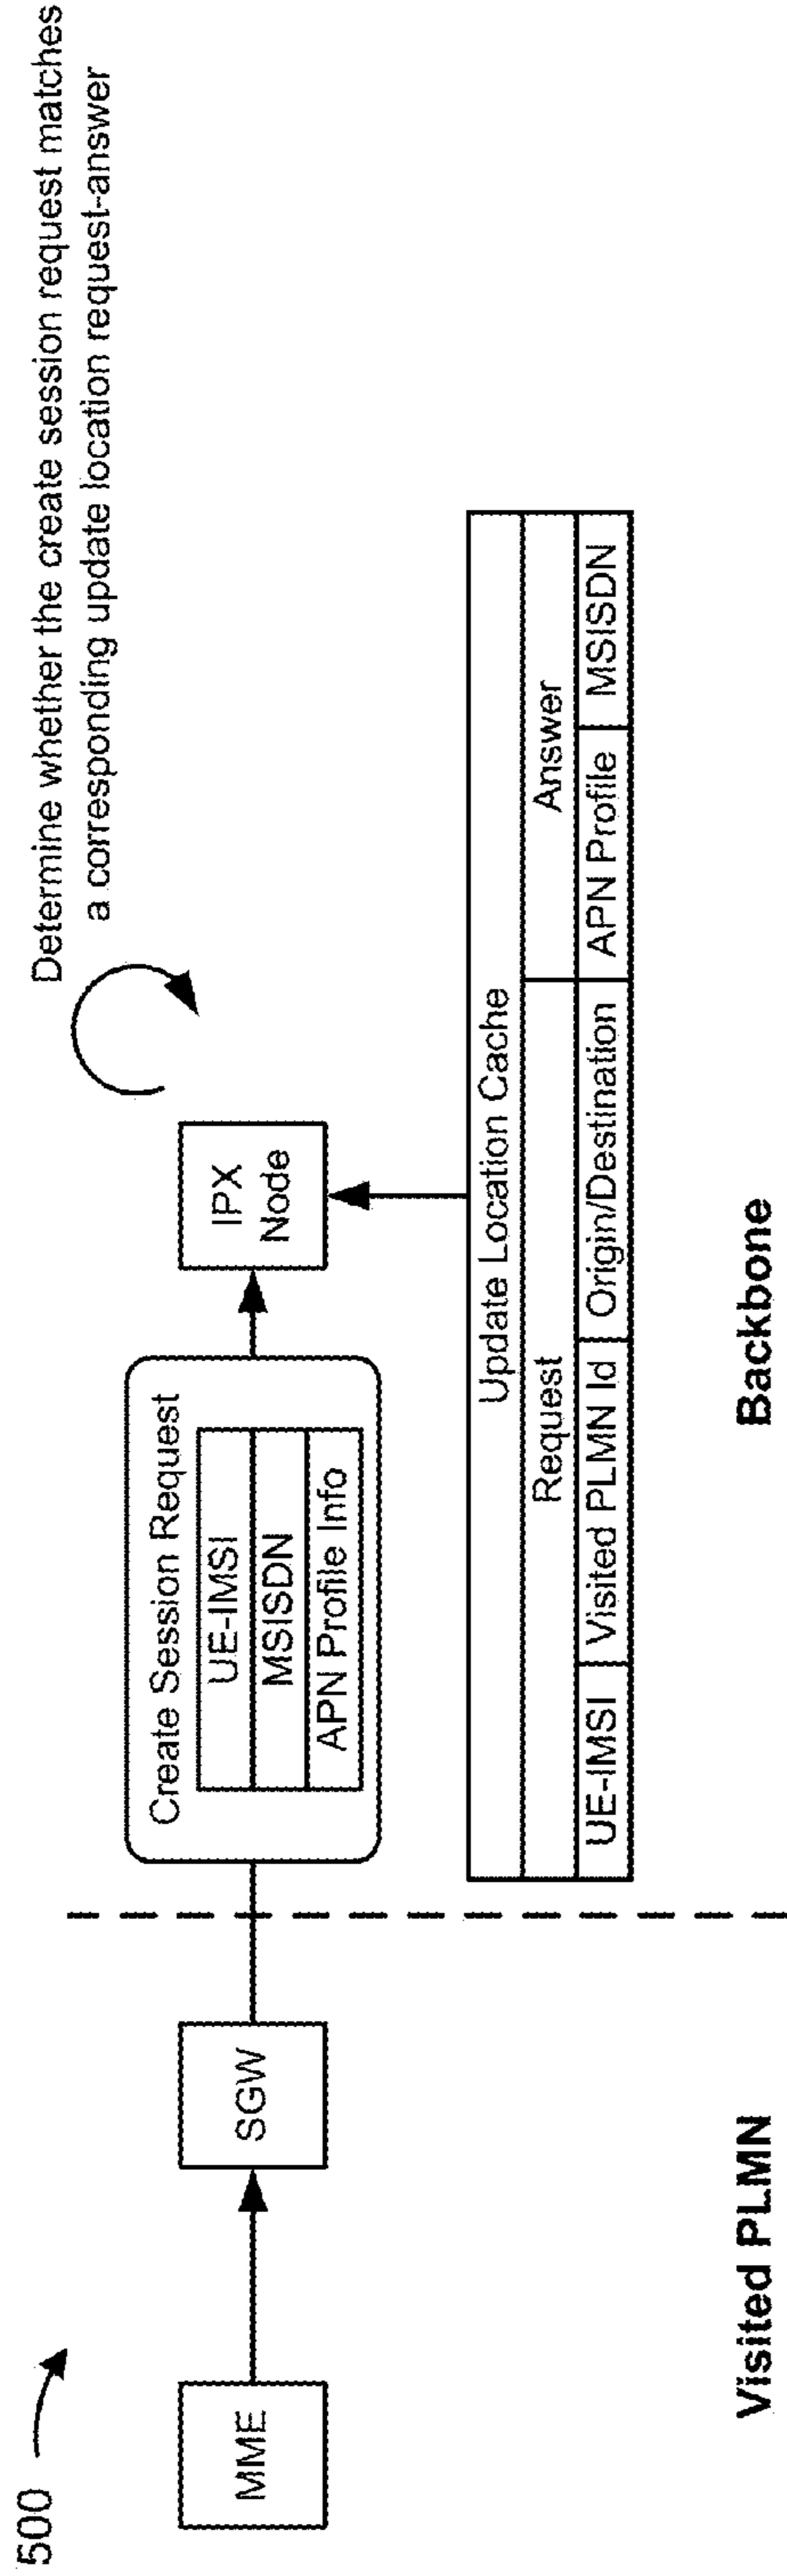 500
Determine whether the create session request matches
a corresponding update location request-answer
MME
SGW
Create Session Request
UE-IMSI
MSISDN
APN Profile Info
IPX
Node
Update Location Cache
Request
Answer
UE-IMSI
Visited PLMN Id
Origin/Destination
APN Profile
MSISDN
Visited PLMN
Backbone